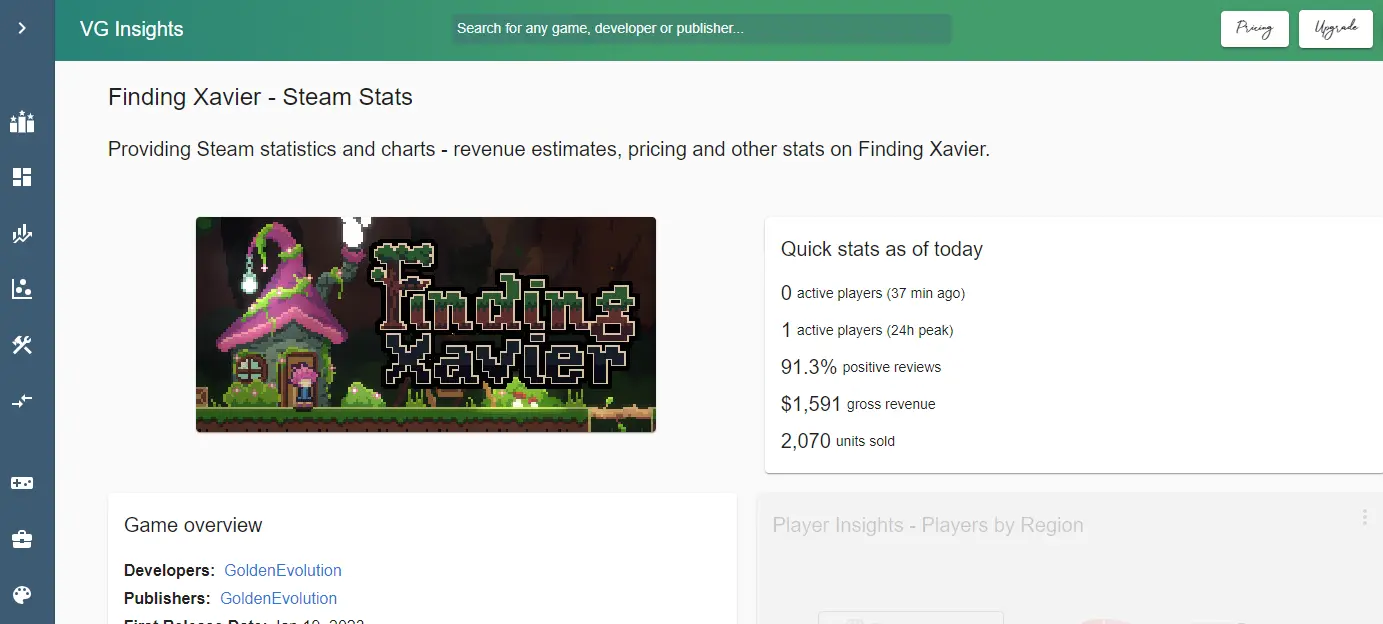 VG Insights
Search for any game, developer or publisher...
Pricing
Upgrade
Finding Xavier - Steam Stats
Providing Steam statistics and charts - revenue estimates, pricing and other stats on Finding Xavier.
Finding
Xavier
Quick stats as of today
0 active players (37 min ago)
1 active players (24h peak)
91.3% positive reviews
$1,591 gross revenue
2,070 units sold
Game overview
Developers: GoldenEvolution
Publishers: GoldenEvolution
Player Insights - Players by Region